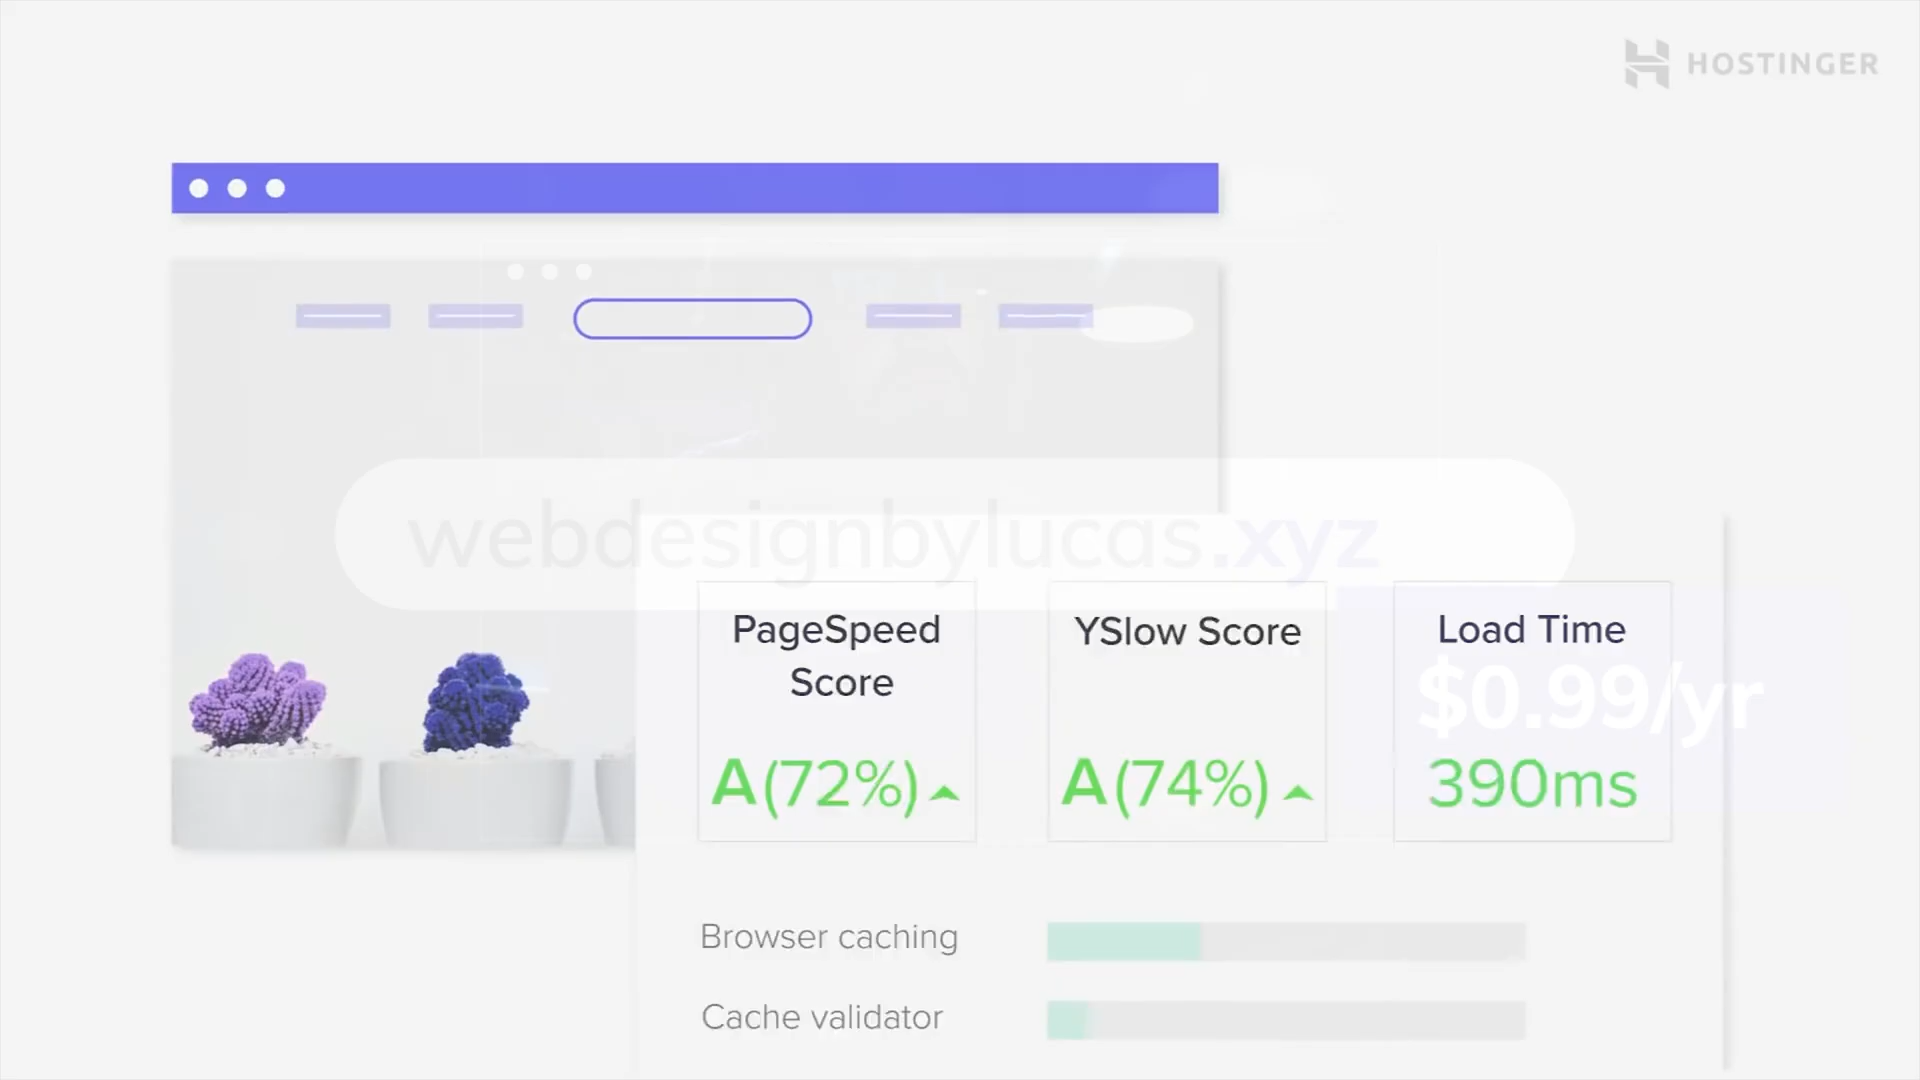 HOSTINGER
webdesignbylucas.xyz
PageSpeed
Score
A(72%)
YSlow Score
A(74%)
Load Time
$0.99/yr
390ms
Browser caching
Cache validator